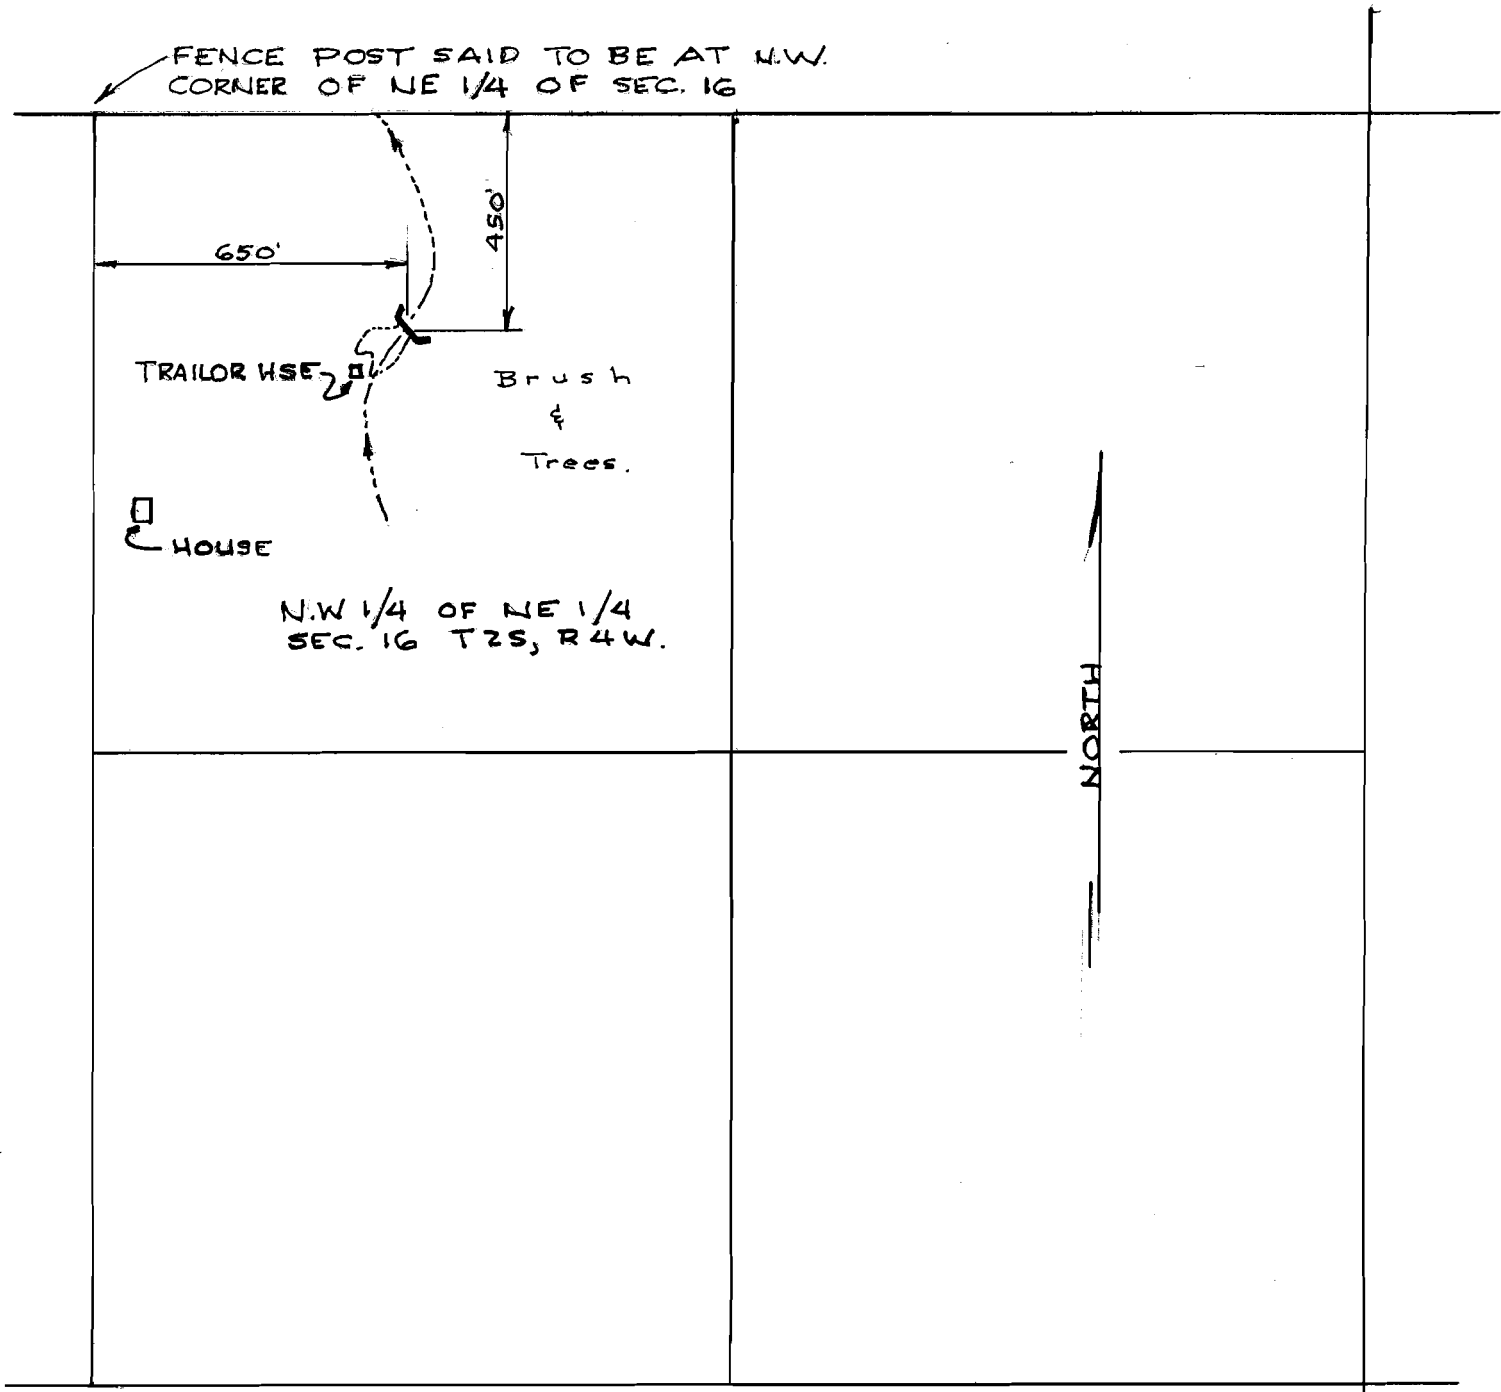 FENCE POST SAID TO BE AT N.W.
CORNER OF NE 1/4 OF SEC. 16
450'
650'
TRAILOR HSE
Brush
&
Trees.
HOUSE
N.W 1/4 OF NE 1/4
SEC. 16 T2S, R4W.
NORTH